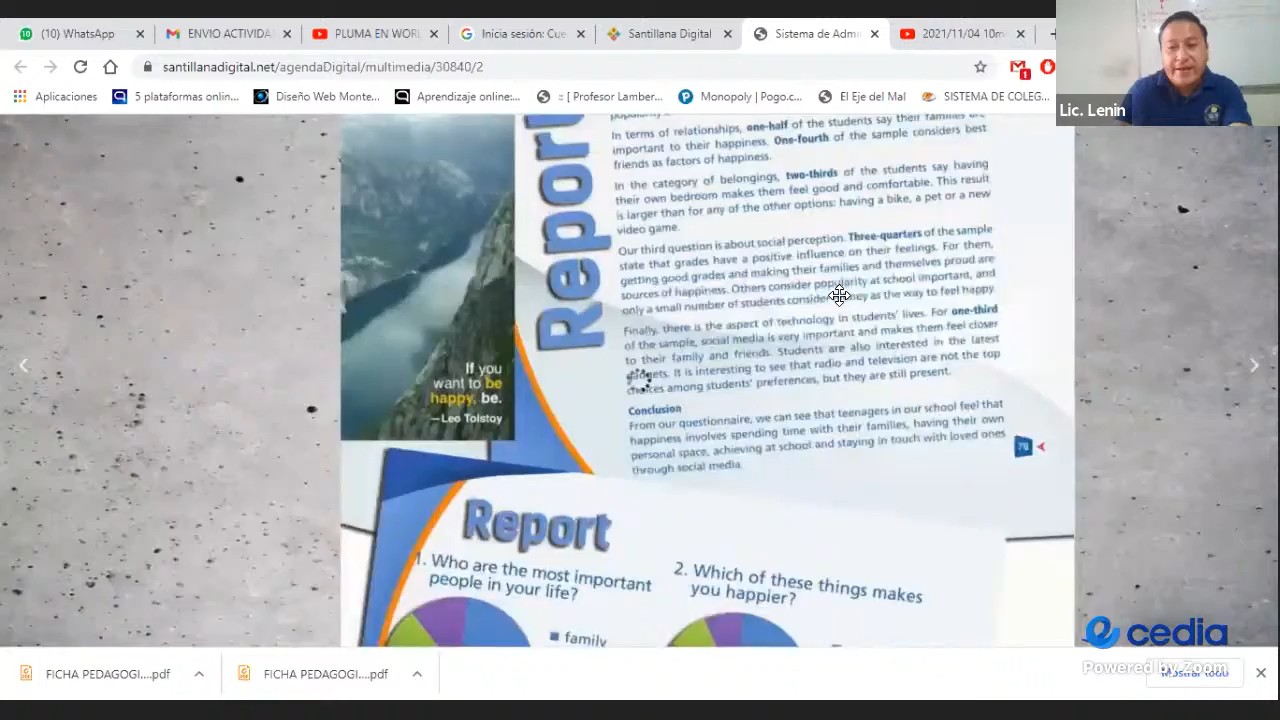 (10) WhatsApp
ENVIO ACTIVIDA
PLUMA EN WORL
Inicia sesión: Cue
Santillana Digital
Sistema de Admi
2021/11/04 10m
santillanadigital.net/agendaDigital/multimedia/30840/2
1
Lic. Lenin
Aplicaciones
5 plataformas onlin...
Diseño Web Monte...
Aprendizaje online:...
:: [ Profesor Lamber...
Monopoly | Pogo.c...
El Eje del Mal
SISTEMA DE COLEG...
Report
In terms of relationships, one-half of the students say their families are
important to their happiness. One-fourth of the sample considers best
friends as factors of happiness.
In the category of belongings, two-thirds of the students say having
their own bedroom makes them feel good and comfortable. This result
is larger than for any of the other options: having a bike, a pet or a new
video game.
Our third question is about social perception. Three-quarters of the sample
state that grades have a positive influence on their feelings. For them,
getting good grades and making their families and themselves proud are
sources of happiness. Others consider popularity at school important, and
only a small number of students consider as the way to feel happy.
Finally, there is the aspect of technology in students' lives. For one-third
of the sample, social media is very important and makes them feel closer
to their family and friends. Students are also interested in the latest
gadgets. It is interesting to see that radio and television are not the top
choices among students' preferences, but they are still present.
Conclusion
From our questionnaire, we can see that teenagers in our school feel that
happiness involves spending time with their families, having their own
personal space, achieving at school and staying in touch with loved ones
through social media.
If you
want to be
happy, be.
—Leo Tolstoy
Report
1. Who are the most important
people in your life?
family
2. Which of these things makes
you happier?
cedia
Powered by Zoom
FICHA PEDAGOGI....pdf
FICHA PEDAGOGI....pdf
Mostrar todo